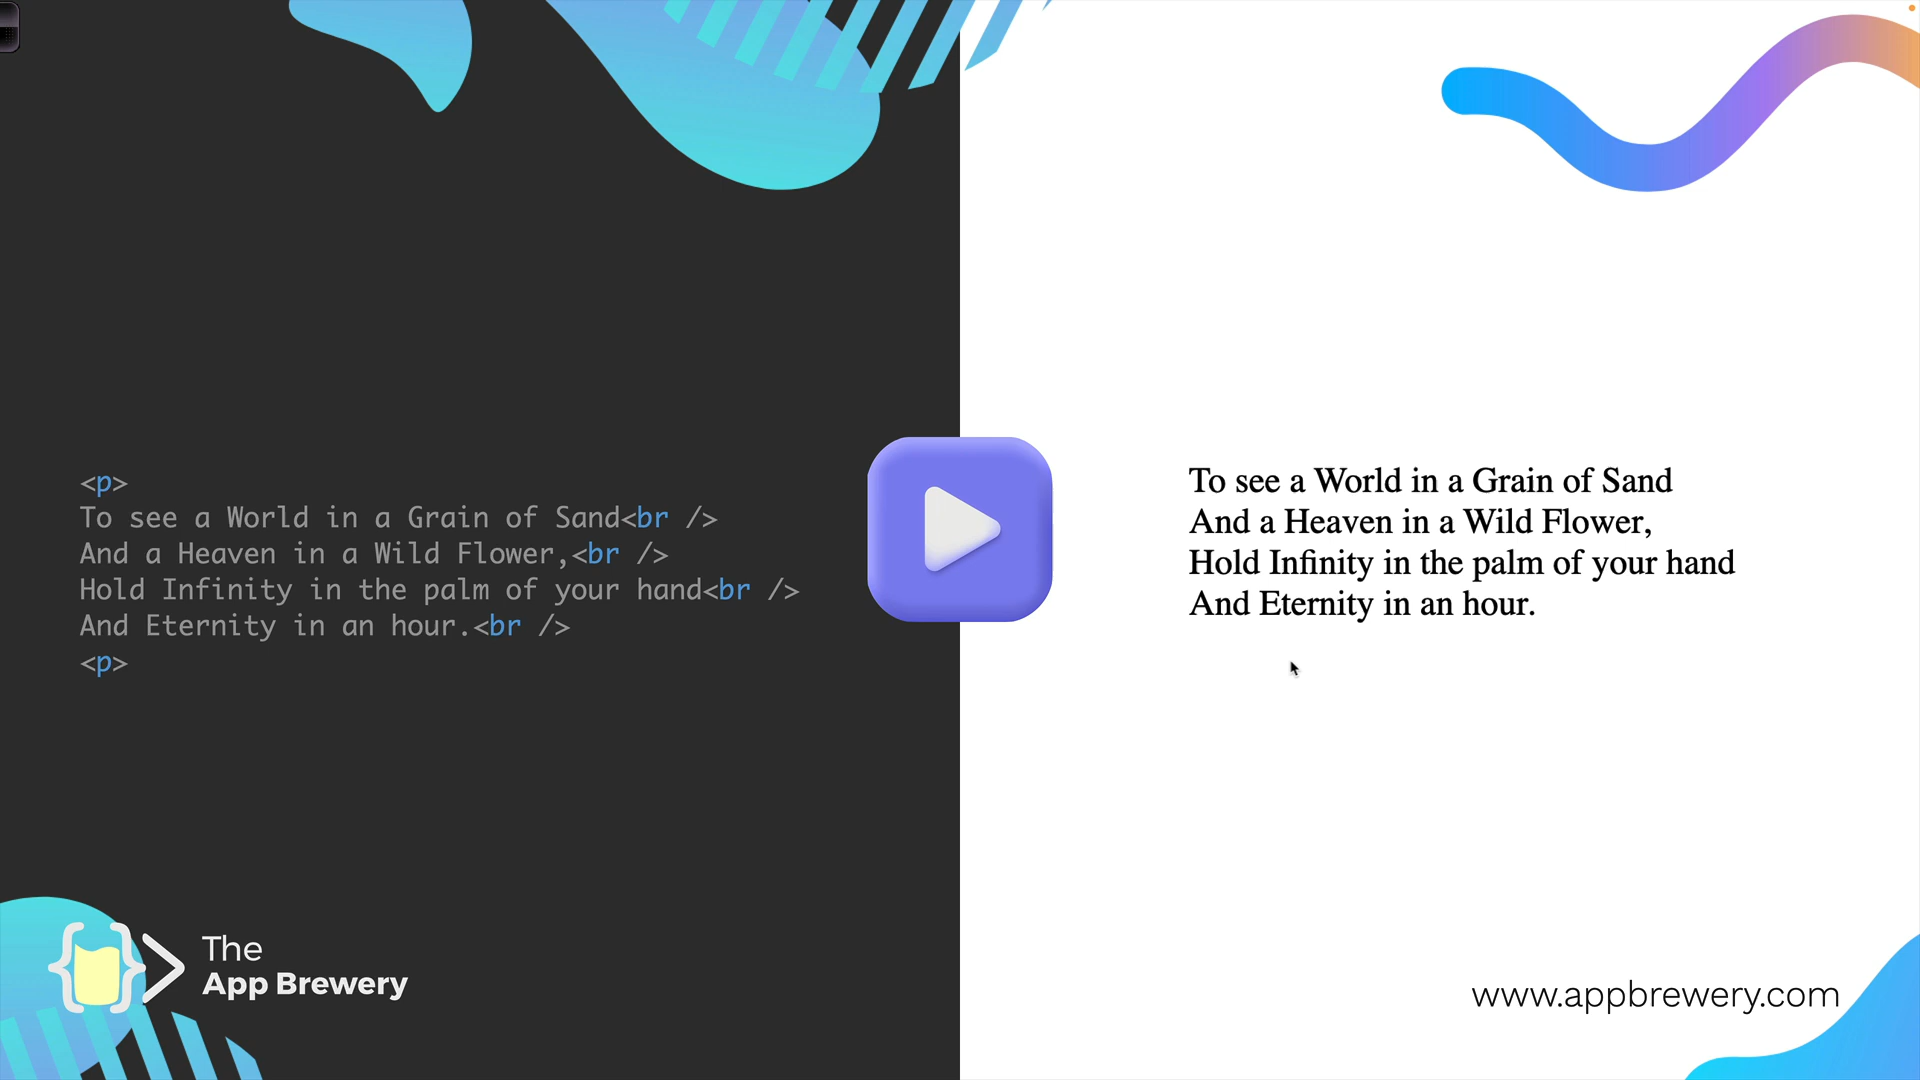 <p>
To see a World in a Grain of Sand<br />
And a Heaven in a Wild Flower,<br />
Hold Infinity in the palm of your hand<br />
And Eternity in an hour.<br />
<p>
To see a World in a Grain of Sand
And a Heaven in a Wild Flower,
Hold Infinity in the palm of your hand
And Eternity in an hour.
The
App Brewery
www.appbrewery.com